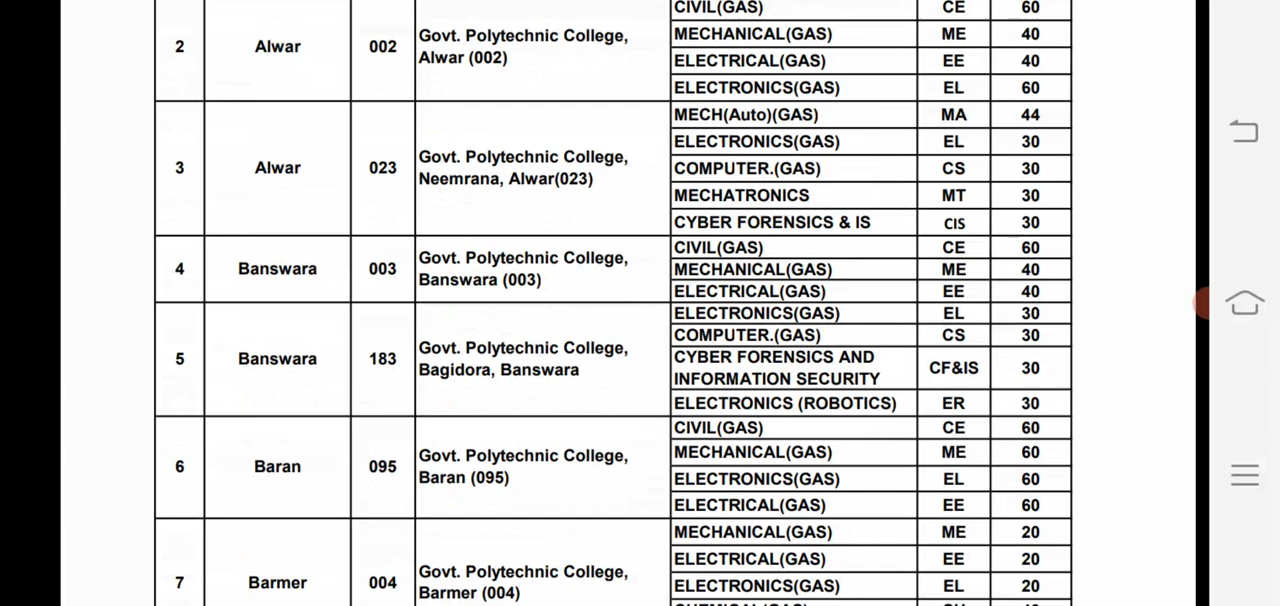 CIVIL(GAS) CE 60
2 Alwar 002 Govt. Polytechnic College,
Alwar (002)
MECHANICAL(GAS) ME 40
ELECTRICAL(GAS) EE 40
ELECTRONICS(GAS) EL 60
3 Alwar 023 Govt. Polytechnic College,
Neemrana, Alwar(023)
MECH(Auto)(GAS) MA 44
ELECTRONICS(GAS) EL 30
COMPUTER.(GAS) CS 30
MECHATRONICS MT 30
CYBER FORENSICS & IS CIS 30
4 Banswara 003 Govt. Polytechnic College,
Banswara (003)
CIVIL(GAS) CE 60
MECHANICAL(GAS) ME 40
ELECTRICAL(GAS) EE 40
5 Banswara 183 Govt. Polytechnic College,
Bagidora, Banswara
ELECTRONICS(GAS) EL 30
COMPUTER.(GAS) CS 30
CYBER FORENSICS AND
INFORMATION SECURITY CF&IS 30
ELECTRONICS (ROBOTICS) ER 30
6 Baran 095 Govt. Polytechnic College,
Baran (095)
CIVIL(GAS) CE 60
MECHANICAL(GAS) ME 60
ELECTRONICS(GAS) EL 60
ELECTRICAL(GAS) EE 60
7 Barmer 004 Govt. Polytechnic College,
Barmer (004)
MECHANICAL(GAS) ME 20
ELECTRICAL(GAS) EE 20
ELECTRONICS(GAS) EL 20